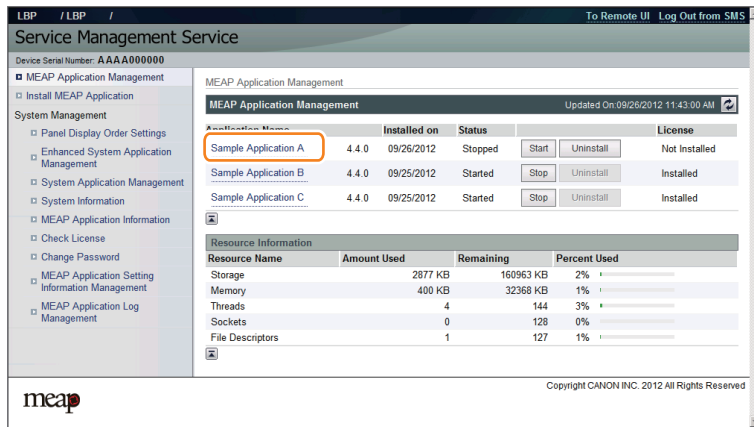 LBP / LBP / To Remote UI Log Out from SMS
Service Management Service
Device Serial Number: AAAA000000
MEAP Application Management
Install MEAP Application
System Management
Panel Display Order Settings
Enhanced System Application
Management
System Application Management
System Information
MEAP Application Information
Check License
Change Password
MEAP Application Setting
Information Management
MEAP Application Log
Management
MEAP Application Management
MEAP Application Management Updated On:09/26/2012 11:43:00 AM
Application Name Installed on Status License
Sample Application A 4.4.0 09/26/2012 Stopped Start Uninstall Not Installed
Sample Application B 4.4.0 09/25/2012 Started Stop Uninstall Installed
Sample Application C 4.4.0 09/25/2012 Started Stop Uninstall Installed
Resource Information
Resource Name Amount Used Remaining Percent Used
Storage 2877 KB 160963 KB 2%
Memory 400 KB 32368 KB 1%
Threads 4 144 3%
Sockets 0 128 0%
File Descriptors 1 127 1%
Copyright CANON INC. 2012 All Rights Reserved
meap